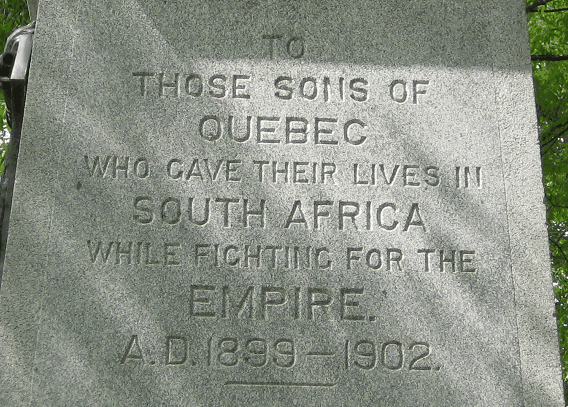 TO
THOSE SONS OF
QUEBEC
WHO GAVE THEIR LIVES IN
SOUTH AFRICA
WHILE FIGHTING FOR THE
EMPIRE.
A.D. 1899—1902.